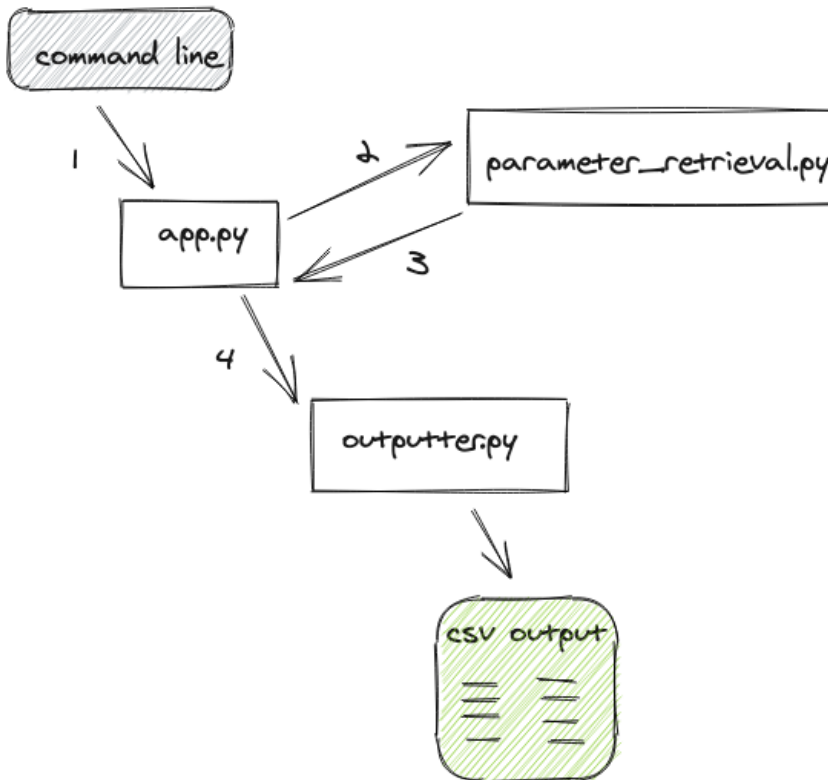 command line
1
2
parameter_retrieval.py
app.py
3
4
outputter.py
csv output